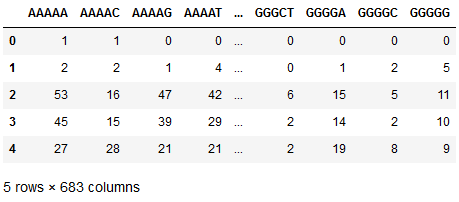 AAAAA AAAAC AAAAG AAAAT ... GGGCT GGGGA GGGGC GGGGG
0 1 1 0 0 ... 0 0 0 0
1 2 2 1 4 ... 0 1 2 5
2 53 16 47 42 ... 6 15 5 11
3 45 15 39 29 ... 2 14 2 10
4 27 28 21 21 ... 2 19 8 9
5 rows × 683 columns